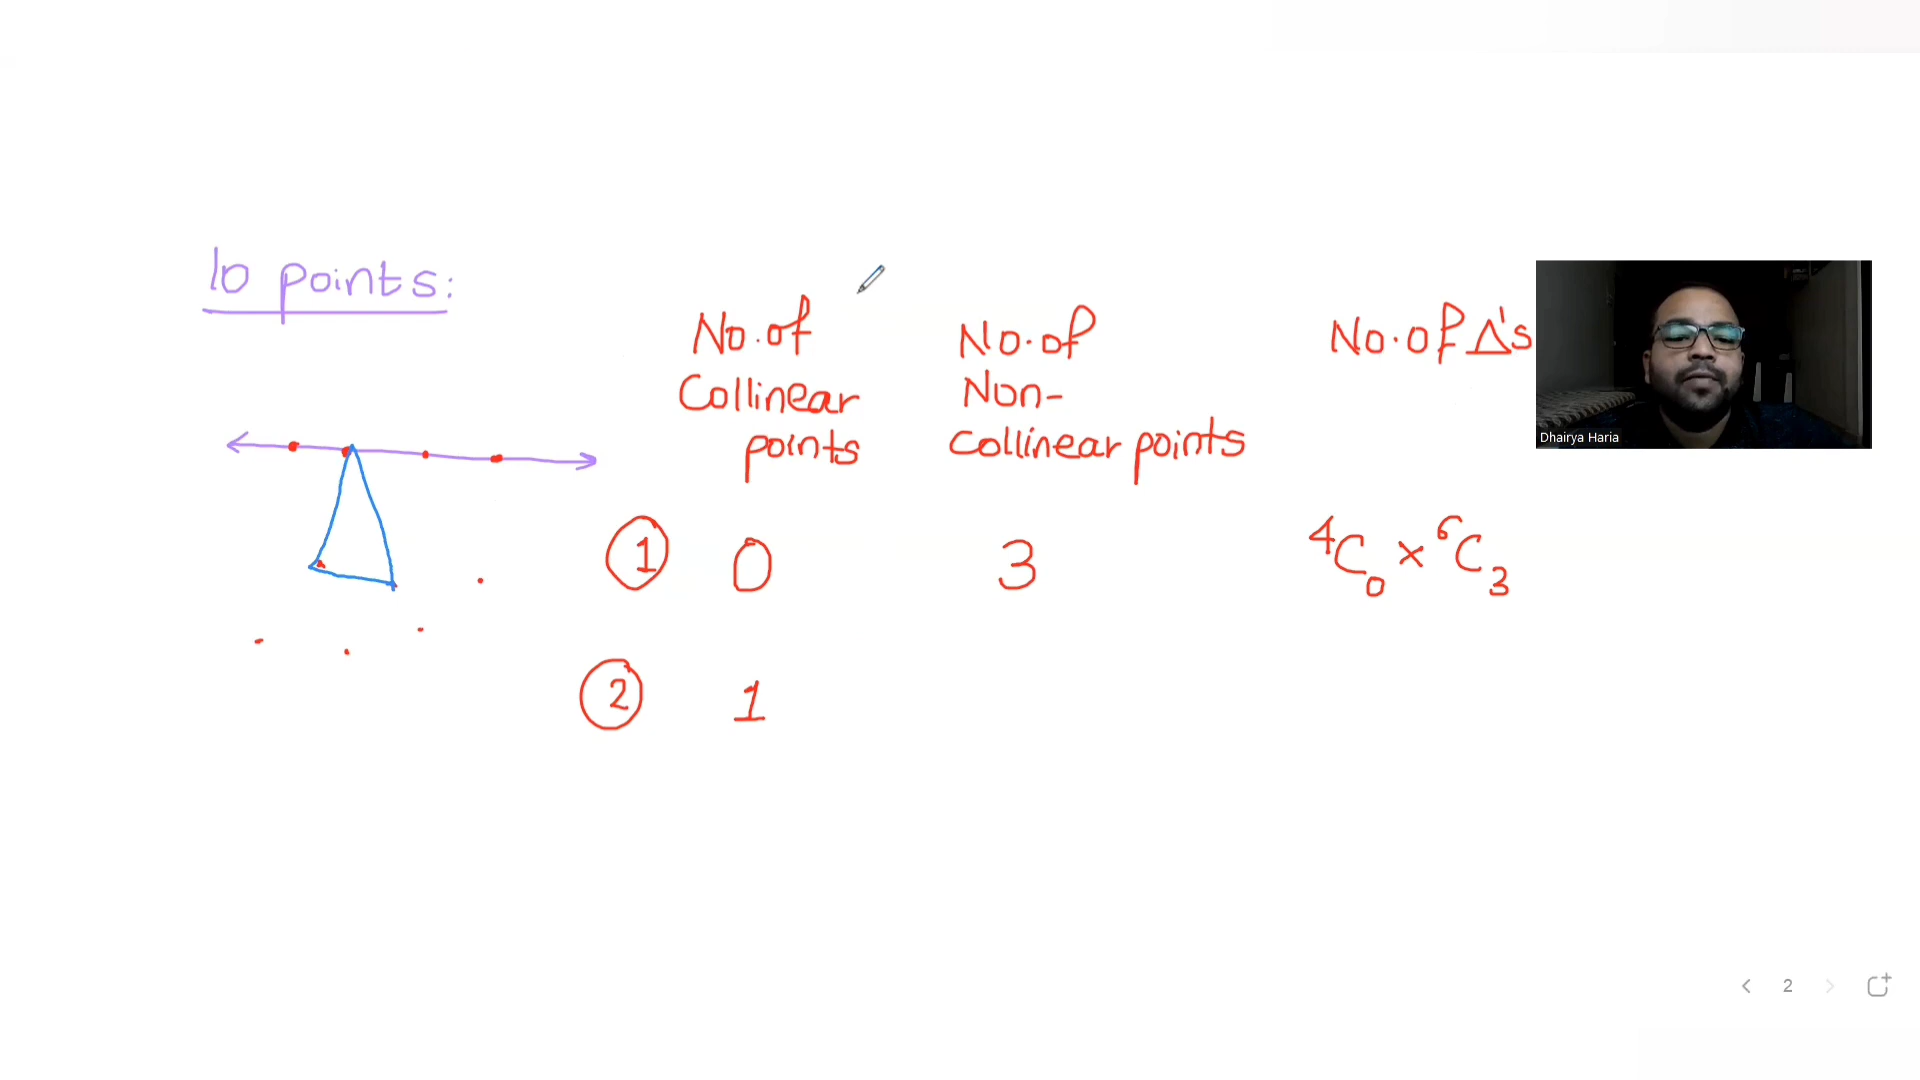 10 points:
No. of
Collinear
points
No. of
Non-
Collinear points
No. of Δ's
1 0 3 ⁴C₀ × ⁶C₃
2 1
Dhairya Haria
2